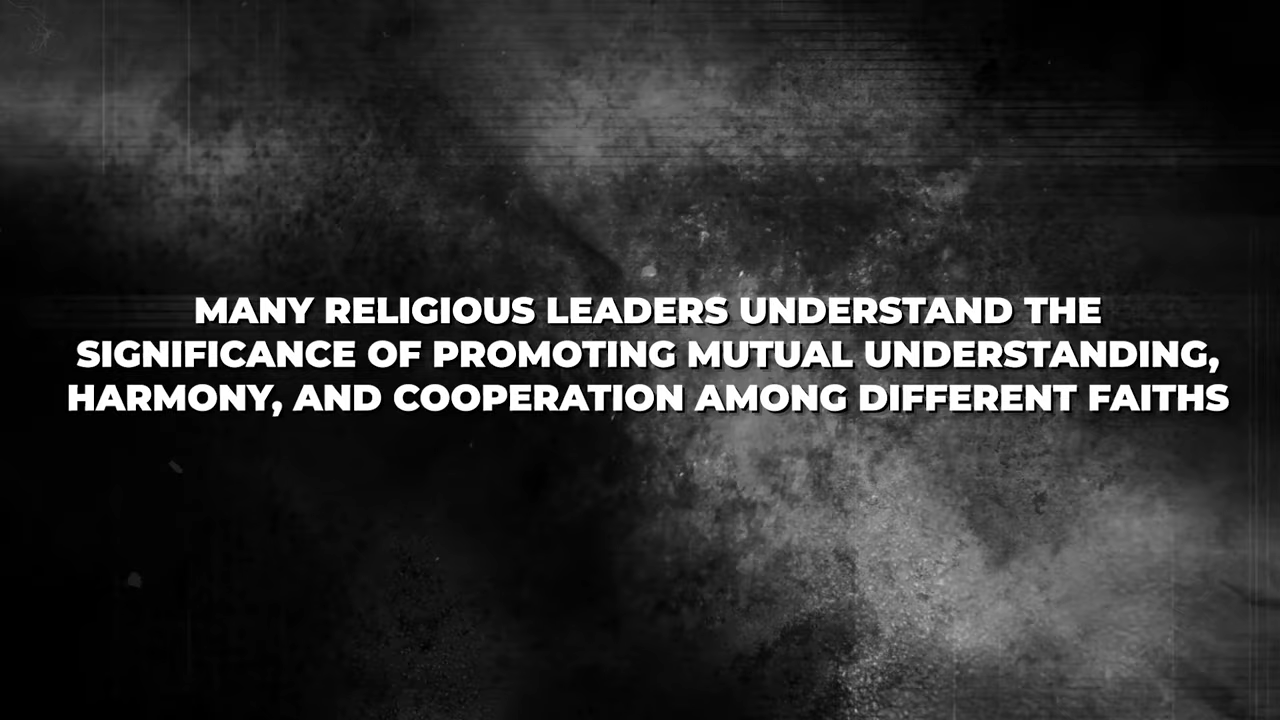 MANY RELIGIOUS LEADERS UNDERSTAND THE
SIGNIFICANCE OF PROMOTING MUTUAL UNDERSTANDING,
HARMONY, AND COOPERATION AMONG DIFFERENT FAITHS